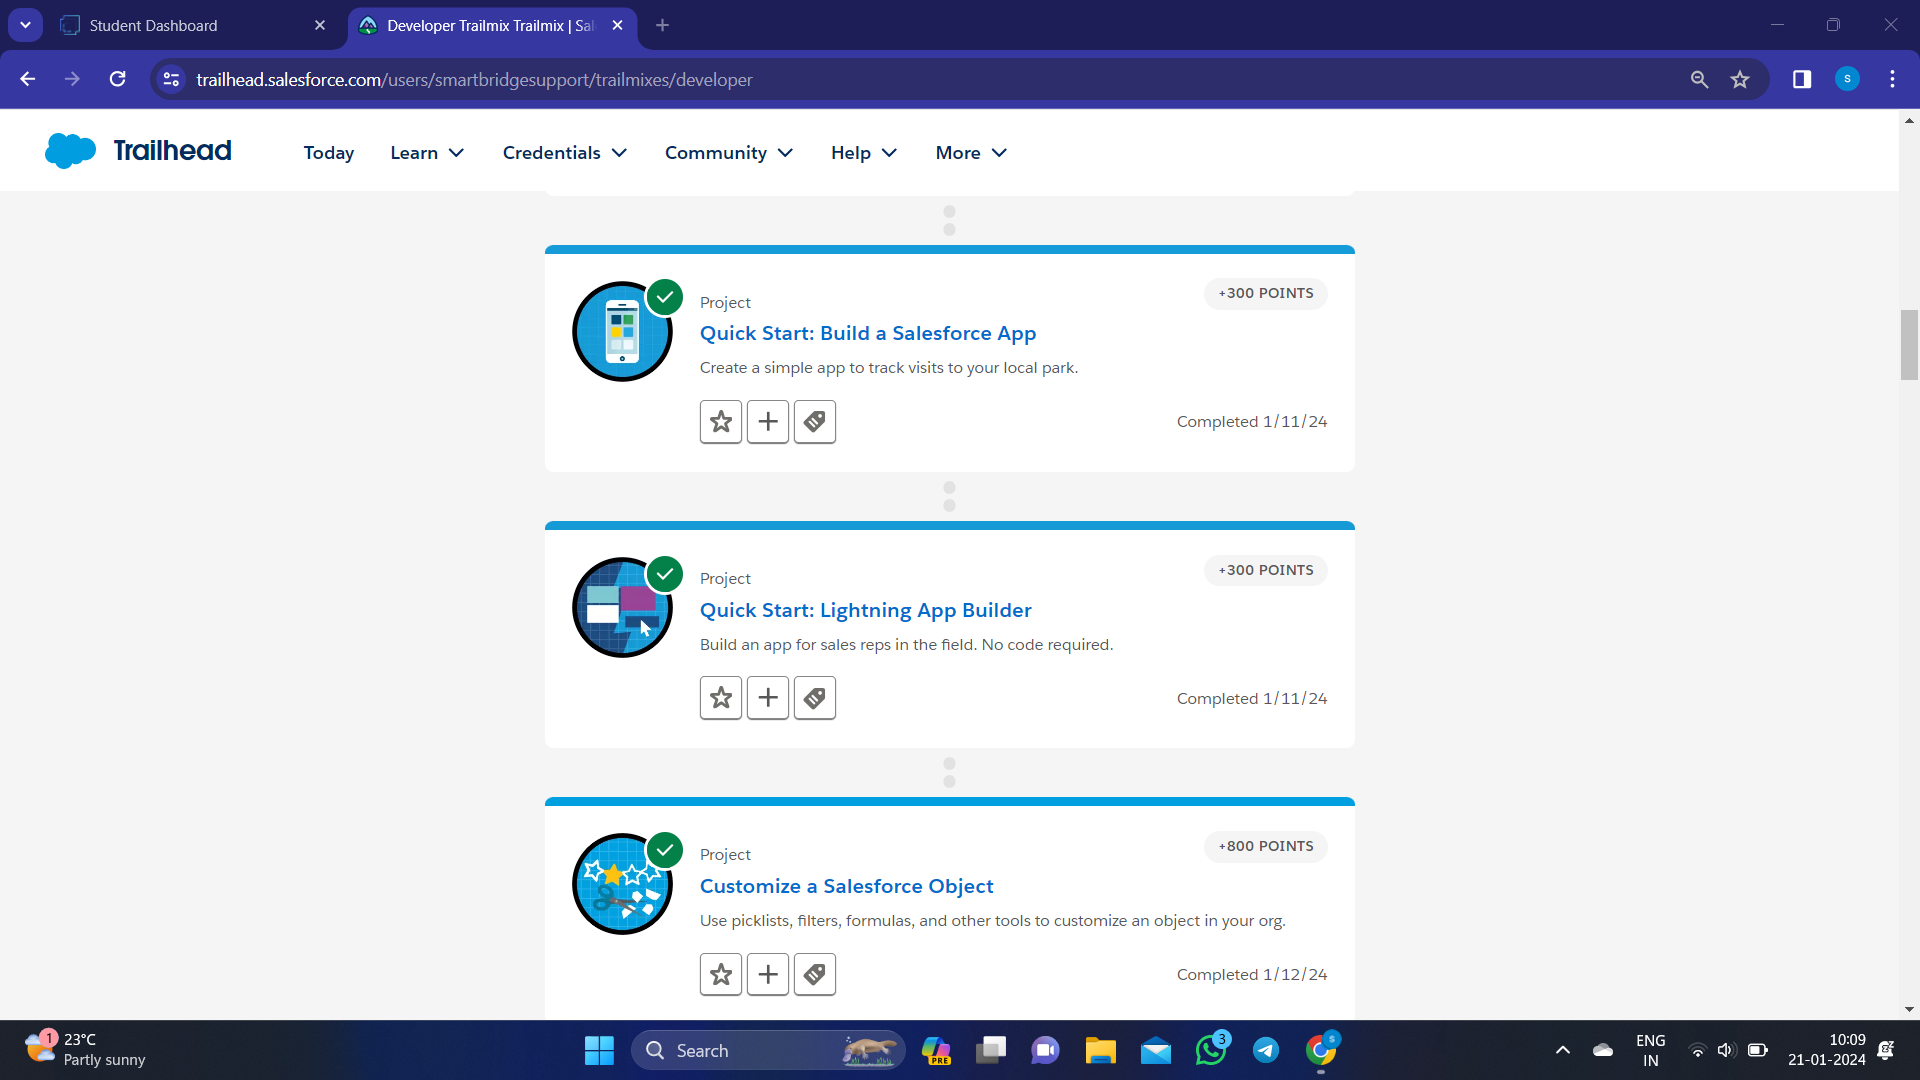 Student Dashboard
Developer Trailmix Trailmix | Sal
trailhead.salesforce.com/users/smartbridgesupport/trailmixes/developer
S
Trailhead
Today
Learn
Credentials
Community
Help
More
Project
+300 POINTS
Quick Start: Build a Salesforce App
Create a simple app to track visits to your local park.
Completed 1/11/24
Project
+300 POINTS
Quick Start: Lightning App Builder
Build an app for sales reps in the field. No code required.
Completed 1/11/24
Project
+800 POINTS
Customize a Salesforce Object
Use picklists, filters, formulas, and other tools to customize an object in your org.
Completed 1/12/24
1
23°C
Partly sunny
Search
PRE
3
S
ENG
IN
10:09
21-01-2024